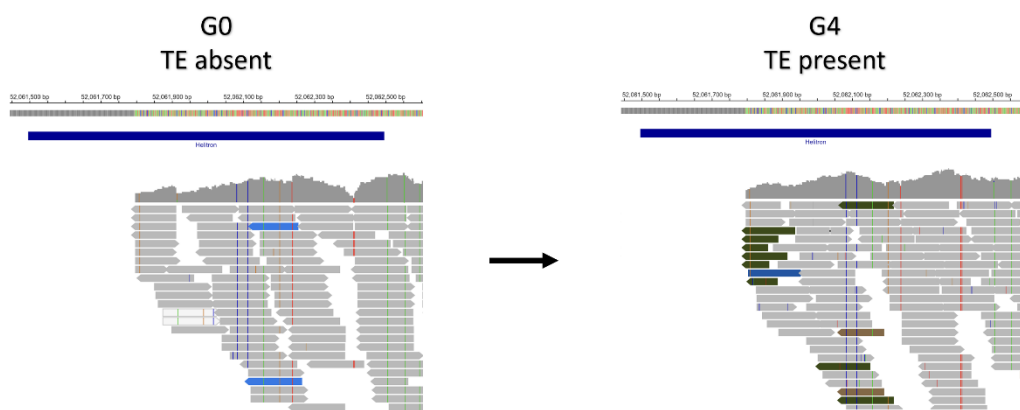 G0
TE absent
52,061,500 bp 52,061,700 bp 52,061,900 bp 52,062,100 bp 52,062,300 bp 52,062,500 bp
Helitron
G4
TE present
52,061,500 bp 52,061,700 bp 52,061,900 bp 52,062,100 bp 52,062,300 bp 52,062,500 bp
Helitron